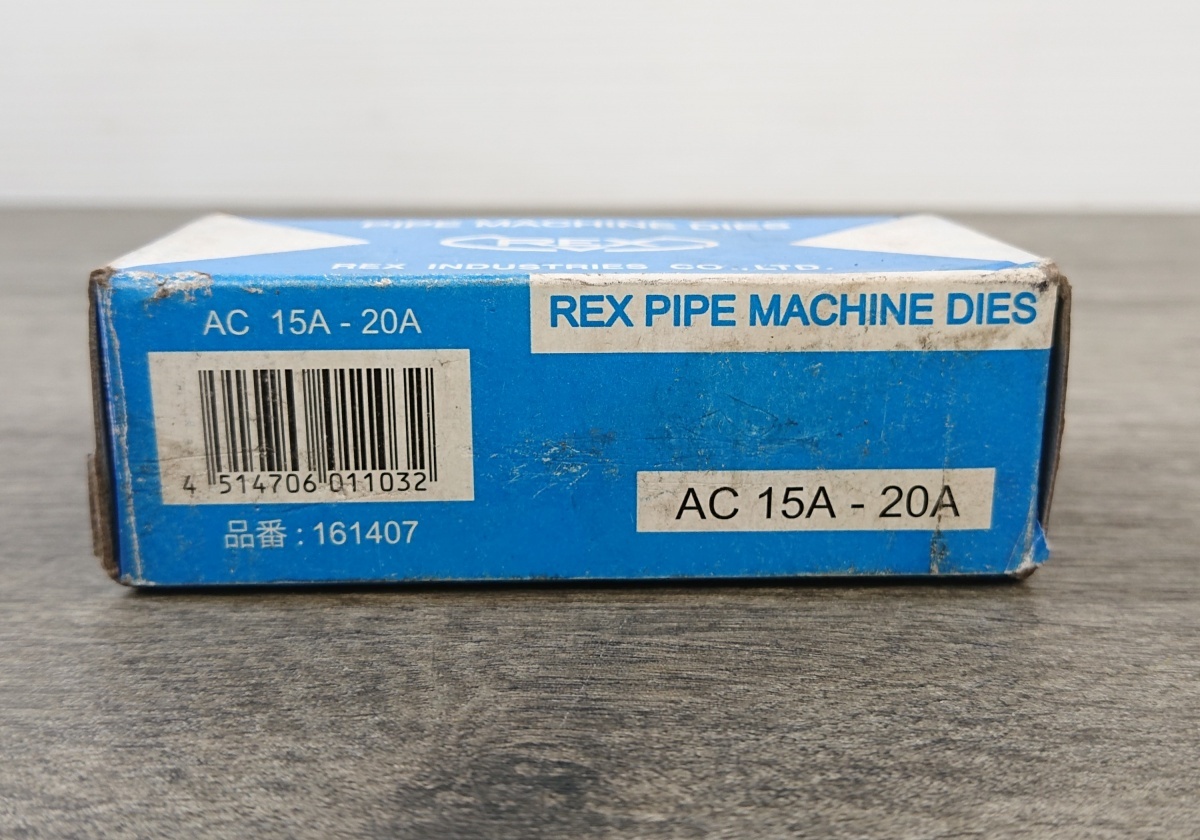 PIPE MACHINE DIES
REX
REX INDUSTRIES CO.,LTD.
REX PIPE MACHINE DIES
AC 15A - 20A
4 514706 011032
品番 : 161407
AC 15A - 20A